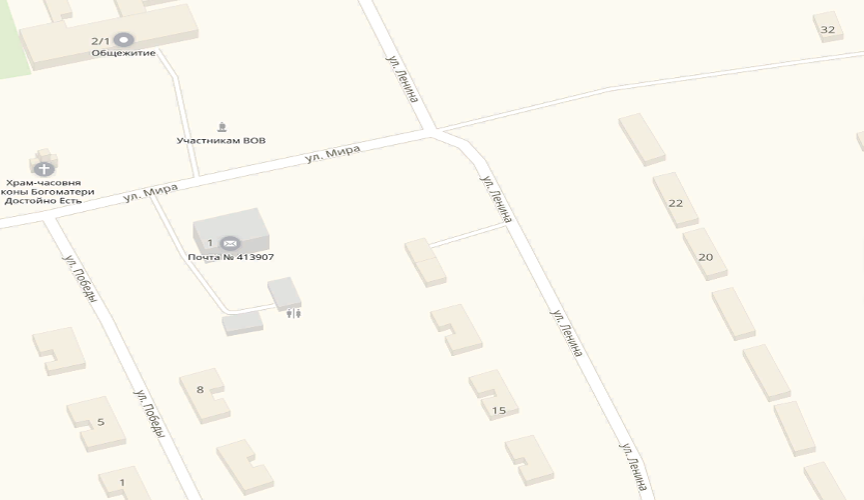 32
2/1
Общежитие
ул. Ленина
Участникам ВОВ
ул. Мира
Храм-часовня
коны Богоматери
Достойно Есть
ул. Мира
ул. Ленина
22
1
Почта № 413907
20
ул. Победы
ул. Ленина
8
15
5
ул. Победы
ул. Ленина
1